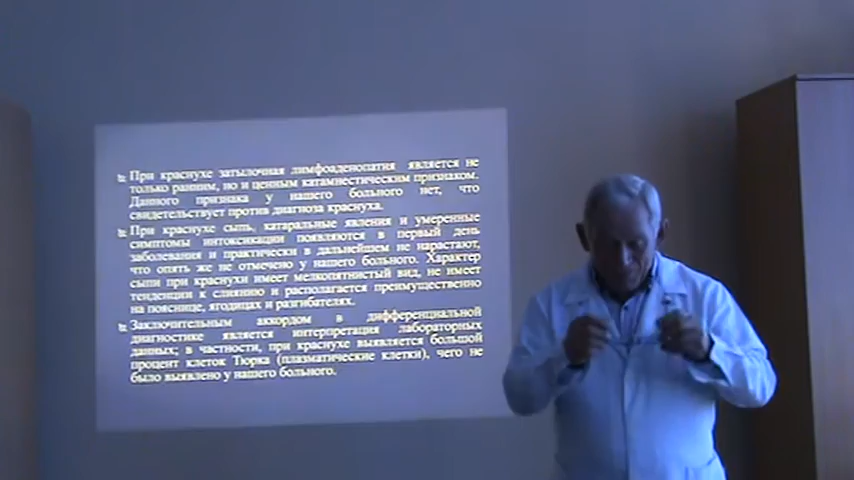 При краснухе затылочная лимфоаденопатия является не
только ранним, но и ценным катамнестическим признаком.
Данного признака у нашего больного нет, что
свидетельствует против диагноза краснуха.
При краснухе сыпь, катаральные явления и умеренные
симптомы интоксикации появляются в первый день
заболевания и практически в дальнейшем не нарастают,
что опять же не отмечено у нашего больного. Характер
сыпи при краснухи имеет мелкопятнистый вид, не имеет
тенденции к слиянию и располагается преимущественно
на пояснице, ягодицах и разгибателях.
Заключительным аккордом в дифференциальной
диагностике является интерпретация лабораторных
данных; в частности, при краснухе выявляется большой
процент клеток Тюрка (плазматические клетки), чего не
было выявлено у нашего больного.